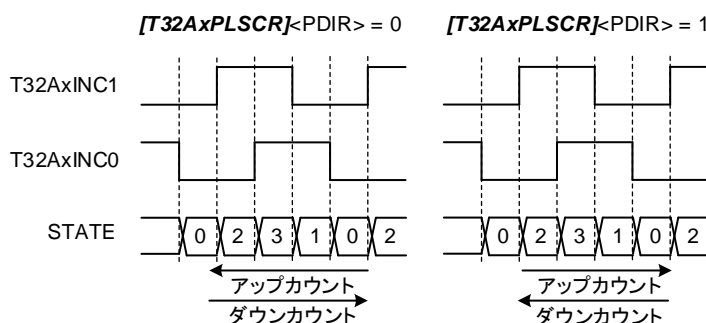 [T32AxPLSCR]<PDIR> = 0 [T32AxPLSCR]<PDIR> = 1
T32AxINC1
T32AxINC0
STATE 0 2 3 1 0 2 0 2 3 1 0 2
アップカウント アップカウント
ダウンカウント ダウンカウント